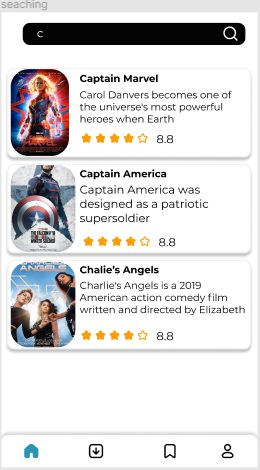 seaching
C
Captain Marvel
Carol Danvers becomes one of
the universe's most powerful
heroes when Earth
8.8
Captain America
Captain America was
designed as a patriotic
supersoldier
8.8
Chalie's Angels
Charlie's Angels is a 2019
American action comedy film
written and directed by Elizabeth
8.8